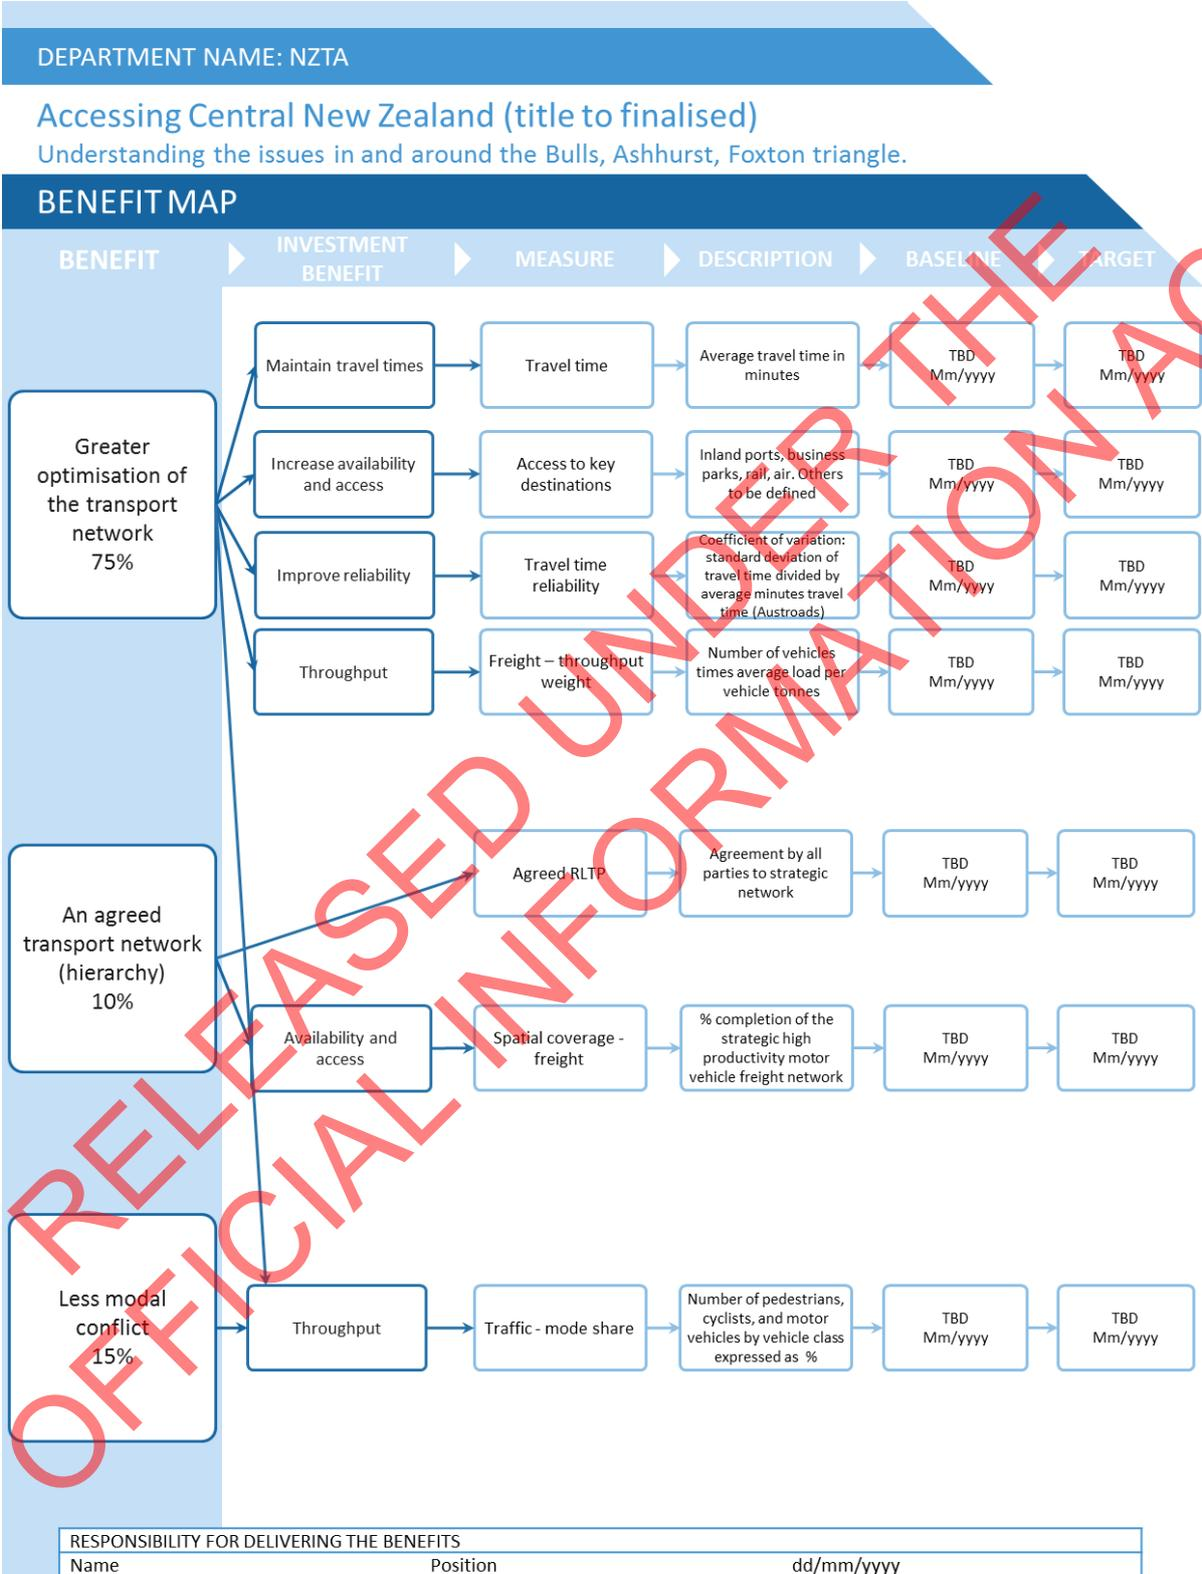 DEPARTMENT NAME: NZTA
Accessing Central New Zealand (title to finalised)
Understanding the issues in and around the Bulls, Ashhurst, Foxton triangle.
BENEFIT MAP
BENEFIT
INVESTMENT
BENEFIT
MEASURE
DESCRIPTION
BASELINE
TARGET
Greater
optimisation of
the transport
network
75%
Maintain travel times
Travel time
Average travel time in
minutes
TBD
Mm/yyyy
TBD
Mm/yyyy
Increase availability
and access
Access to key
destinations
Inland ports, business
parks, rail, air. Others
to be defined
TBD
Mm/yyyy
TBD
Mm/yyyy
Improve reliability
Travel time
reliability
Coefficient of variation:
standard deviation of
travel time divided by
average minutes travel
time (Austroads)
TBD
Mm/yyyy
TBD
Mm/yyyy
Throughput
Freight – throughput
weight
Number of vehicles
times average load per
vehicle tonnes
TBD
Mm/yyyy
TBD
Mm/yyyy
An agreed
transport network
(hierarchy)
10%
Agreed RLTP
Agreement by all
parties to strategic
network
TBD
Mm/yyyy
TBD
Mm/yyyy
Availability and
access
Spatial coverage -
freight
% completion of the
strategic high
productivity motor
vehicle freight network
TBD
Mm/yyyy
TBD
Mm/yyyy
Less modal
conflict
15%
Throughput
Traffic - mode share
Number of pedestrians,
cyclists, and motor
vehicles by vehicle class
expressed as %
TBD
Mm/yyyy
TBD
Mm/yyyy
RESPONSIBILITY FOR DELIVERING THE BENEFITS
Name Position dd/mm/yyyy
RELEASED UNDER THE
OFFICIAL INFORMATION